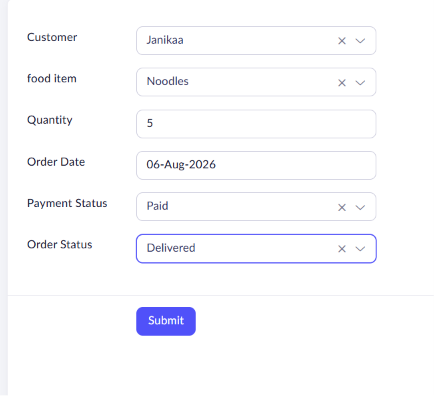 Customer Janikaa
food item Noodles
Quantity 5
Order Date 06-Aug-2026
Payment Status Paid
Order Status Delivered
Submit